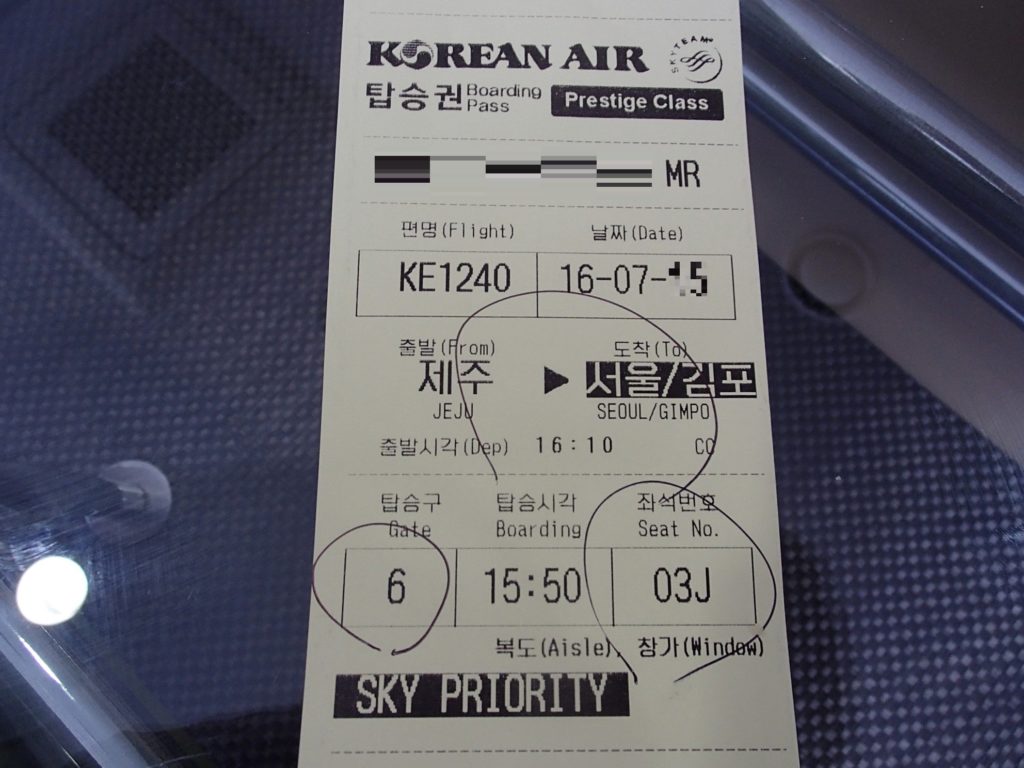 KOREAN AIR SKYTEAM
탑승권 Boarding Pass Prestige Class
MR
편명(Flight) 날짜(Date)
KE1240 16-07-15
출발(From) 도착(To)
제주 ▶ 서울/김포
JEJU SEOUL/GIMPO
출발시각(Dep) 16:10 CC
탑승구 탑승시각 좌석번호
Gate Boarding Seat No.
6 15:50 03J
복도(Aisle), 창가(Window)
SKY PRIORITY